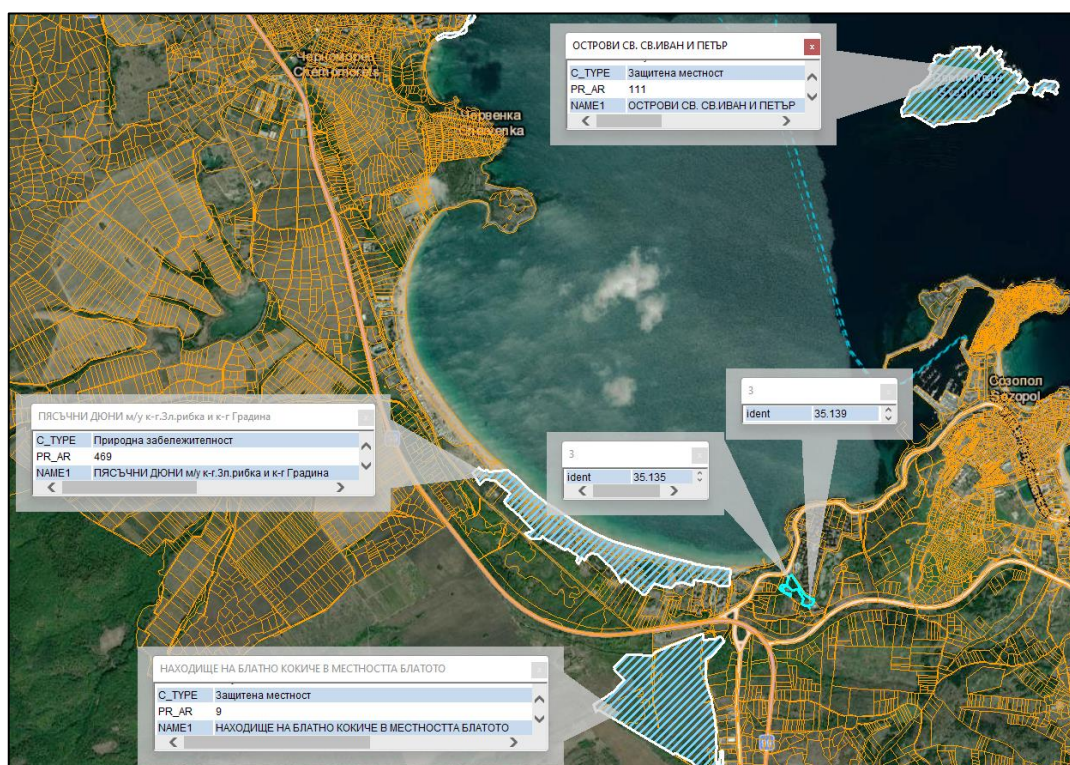 Черноморец
Chernomorets
Червенка
Chervenka
ОСТРОВИ СВ. СВ.ИВАН И ПЕТЪР
x
C_TYPE Защитена местност
PR_AR 111
NAME1 ОСТРОВИ СВ. СВ.ИВАН И ПЕТЪР
Созопол
Sozopol
3
ident 35.139
ПЯСЪЧНИ ДЮНИ м/у к-г.Зл.рибка и к-г Градина
C_TYPE Природна забележителност
PR_AR 469
NAME1 ПЯСЪЧНИ ДЮНИ м/у к-г.Зл.рибка и к-г Градина
3
ident 35.135
НАХОДИЩЕ НА БЛАТНО КОКИЧЕ В МЕСТНОСТТА БЛАТОТО
C_TYPE Защитена местност
PR_AR 9
NAME1 НАХОДИЩЕ НА БЛАТНО КОКИЧЕ В МЕСТНОСТТА БЛАТОТО
99